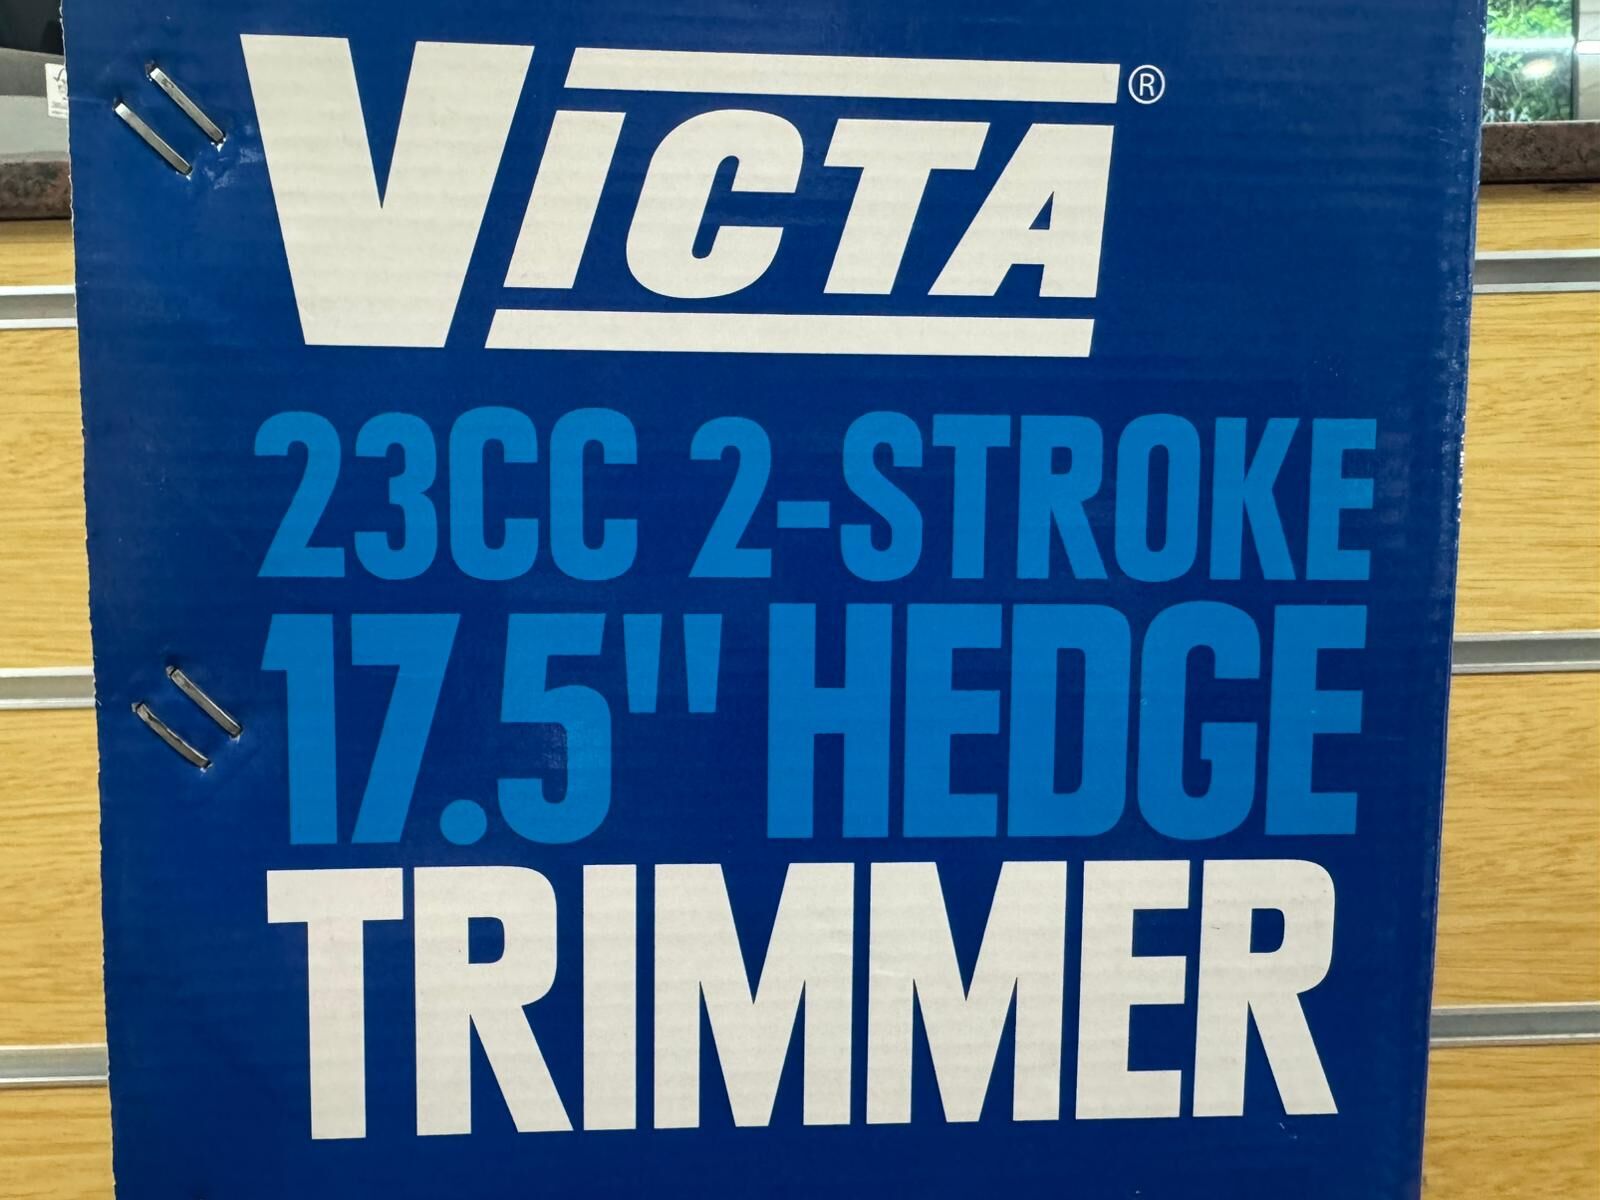 VICTA®
23CC 2-STROKE
17.5" HEDGE
TRIMMER